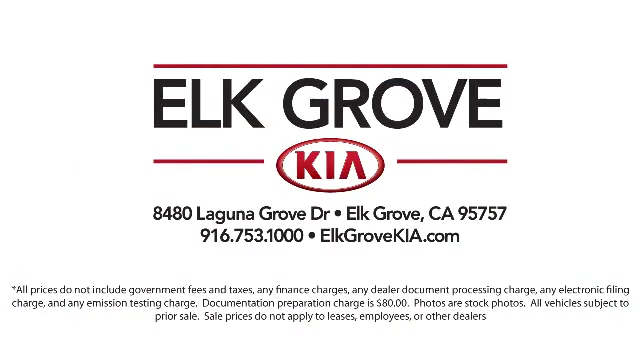 ELK GROVE
KIA
8480 Laguna Grove Dr • Elk Grove, CA 95757
916.753.1000 • ElkGroveKIA.com
*All prices do not include government fees and taxes, any finance charges, any dealer document processing charge, any electronic filing
charge, and any emission testing charge.  Documentation preparation charge is $80.00.  Photos are stock photos.  All vehicles subject to
prior sale.  Sale prices do not apply to leases, employees, or other dealers